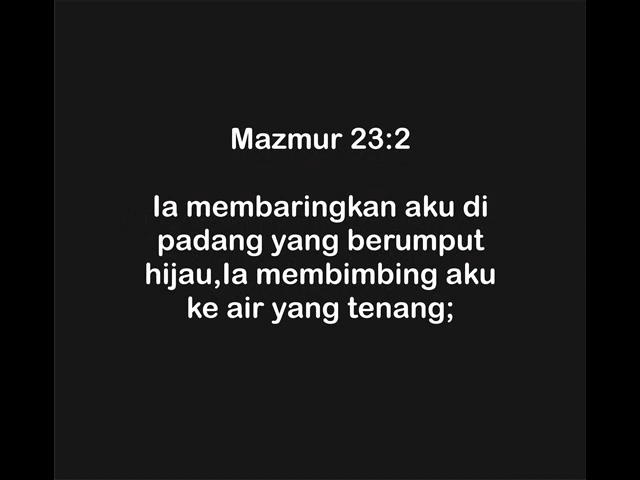 Mazmur 23:2
Ia membaringkan aku di
padang yang berumput
hijau,Ia membimbing aku
ke air yang tenang;